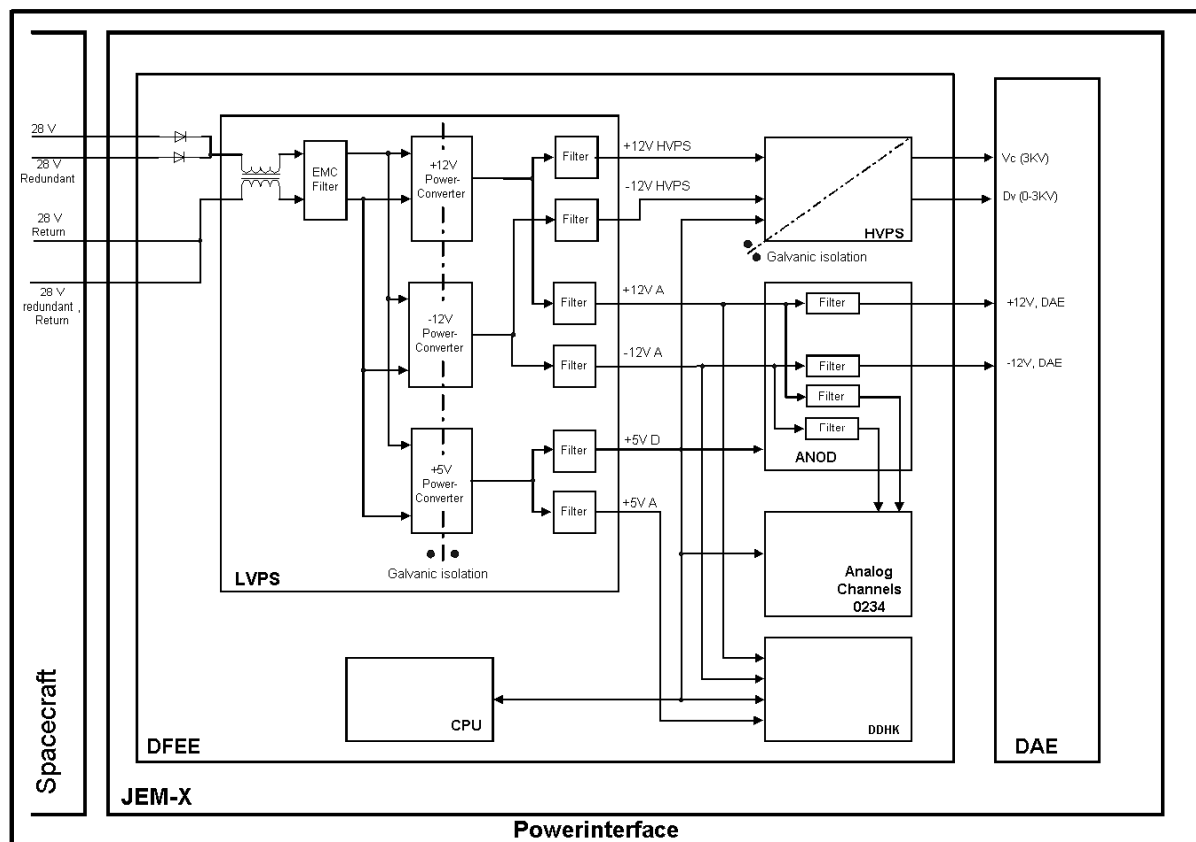 28 V
28 V
Redundant
28 V
Return
28 V
redundant ,
Return
EMC
Filter
+12V
Power-
Converter
-12V
Power-
Converter
+5V
Power-
Converter
Galvanic isolation
LVPS
Filter
Filter
Filter
Filter
Filter
Filter
+12V HVPS
-12V HVPS
+12V A
-12V A
+5V D
+5V A
HVPS
Galvanic isolation
Filter
Filter
Filter
Filter
ANOD
Analog
Channels
0234
DDHK
CPU
Vc (3KV)
Dv (0-3KV)
+12V, DAE
-12V, DAE
DAE
DFEE
JEM-X
Spacecraft
Powerinterface